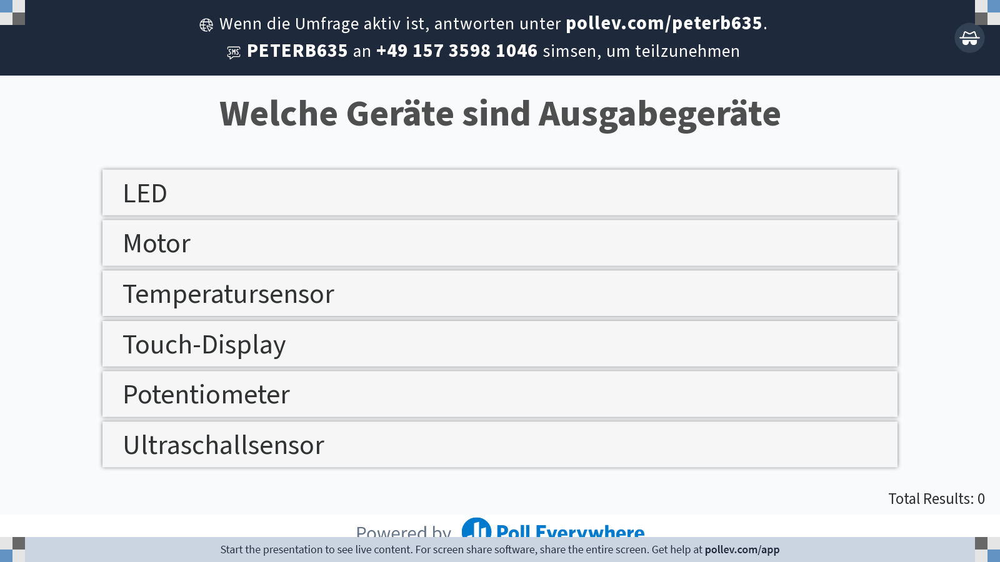 Wenn die Umfrage aktiv ist, antworten unter pollev.com/peterb635.
SMS PETERB635 an +49 157 3598 1046 simsen, um teilzunehmen
Welche Geräte sind Ausgabegeräte
LED
Motor
Temperatursensor
Touch-Display
Potentiometer
Ultraschallsensor
Total Results: 0
Powered by Poll Everywhere
Start the presentation to see live content. For screen share software, share the entire screen. Get help at pollev.com/app